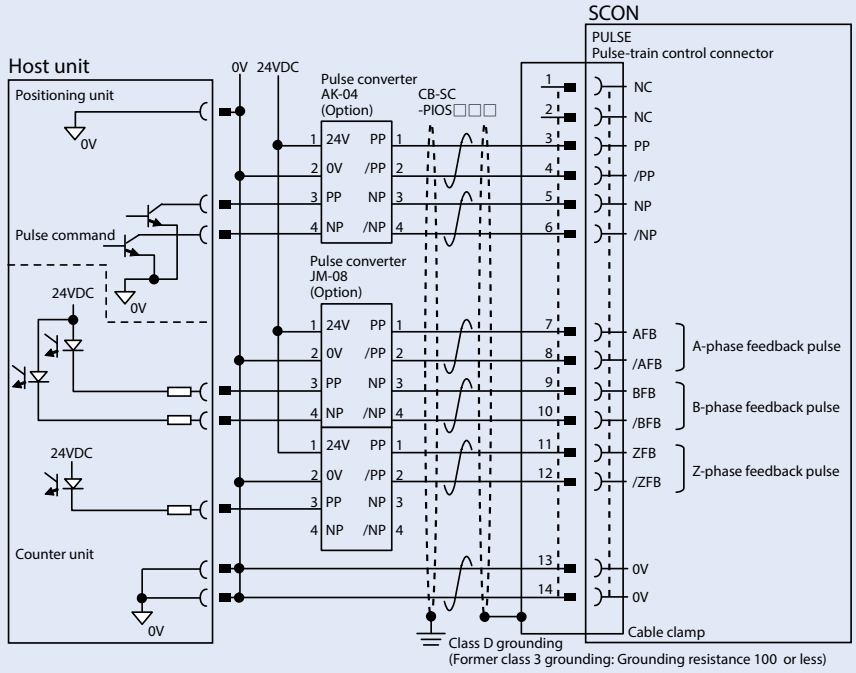 SCON
PULSE
Pulse-train control connector
Host unit
0V 24VDC
Pulse converter
AK-04
(Option)
CB-SC
-PIOS□□□
Positioning unit
0V
1 NC
2 NC
1 24V PP 1 3 PP
2 0V /PP 2 4 /PP
3 PP NP 3 5 NP
4 NP /NP 4 6 /NP
Pulse command
0V
Pulse converter
JM-08
(Option)
24VDC
1 24V PP 1 7 AFB
2 0V /PP 2 8 /AFB
A-phase feedback pulse
3 PP NP 3 9 BFB
4 NP /NP 4 10 /BFB
B-phase feedback pulse
24VDC
1 24V PP 1 11 ZFB
2 0V /PP 2 12 /ZFB
Z-phase feedback pulse
3 PP NP 3
4 NP /NP 4
Counter unit
13 0V
14 0V
0V
Cable clamp
Class D grounding
(Former class 3 grounding: Grounding resistance 100 or less)